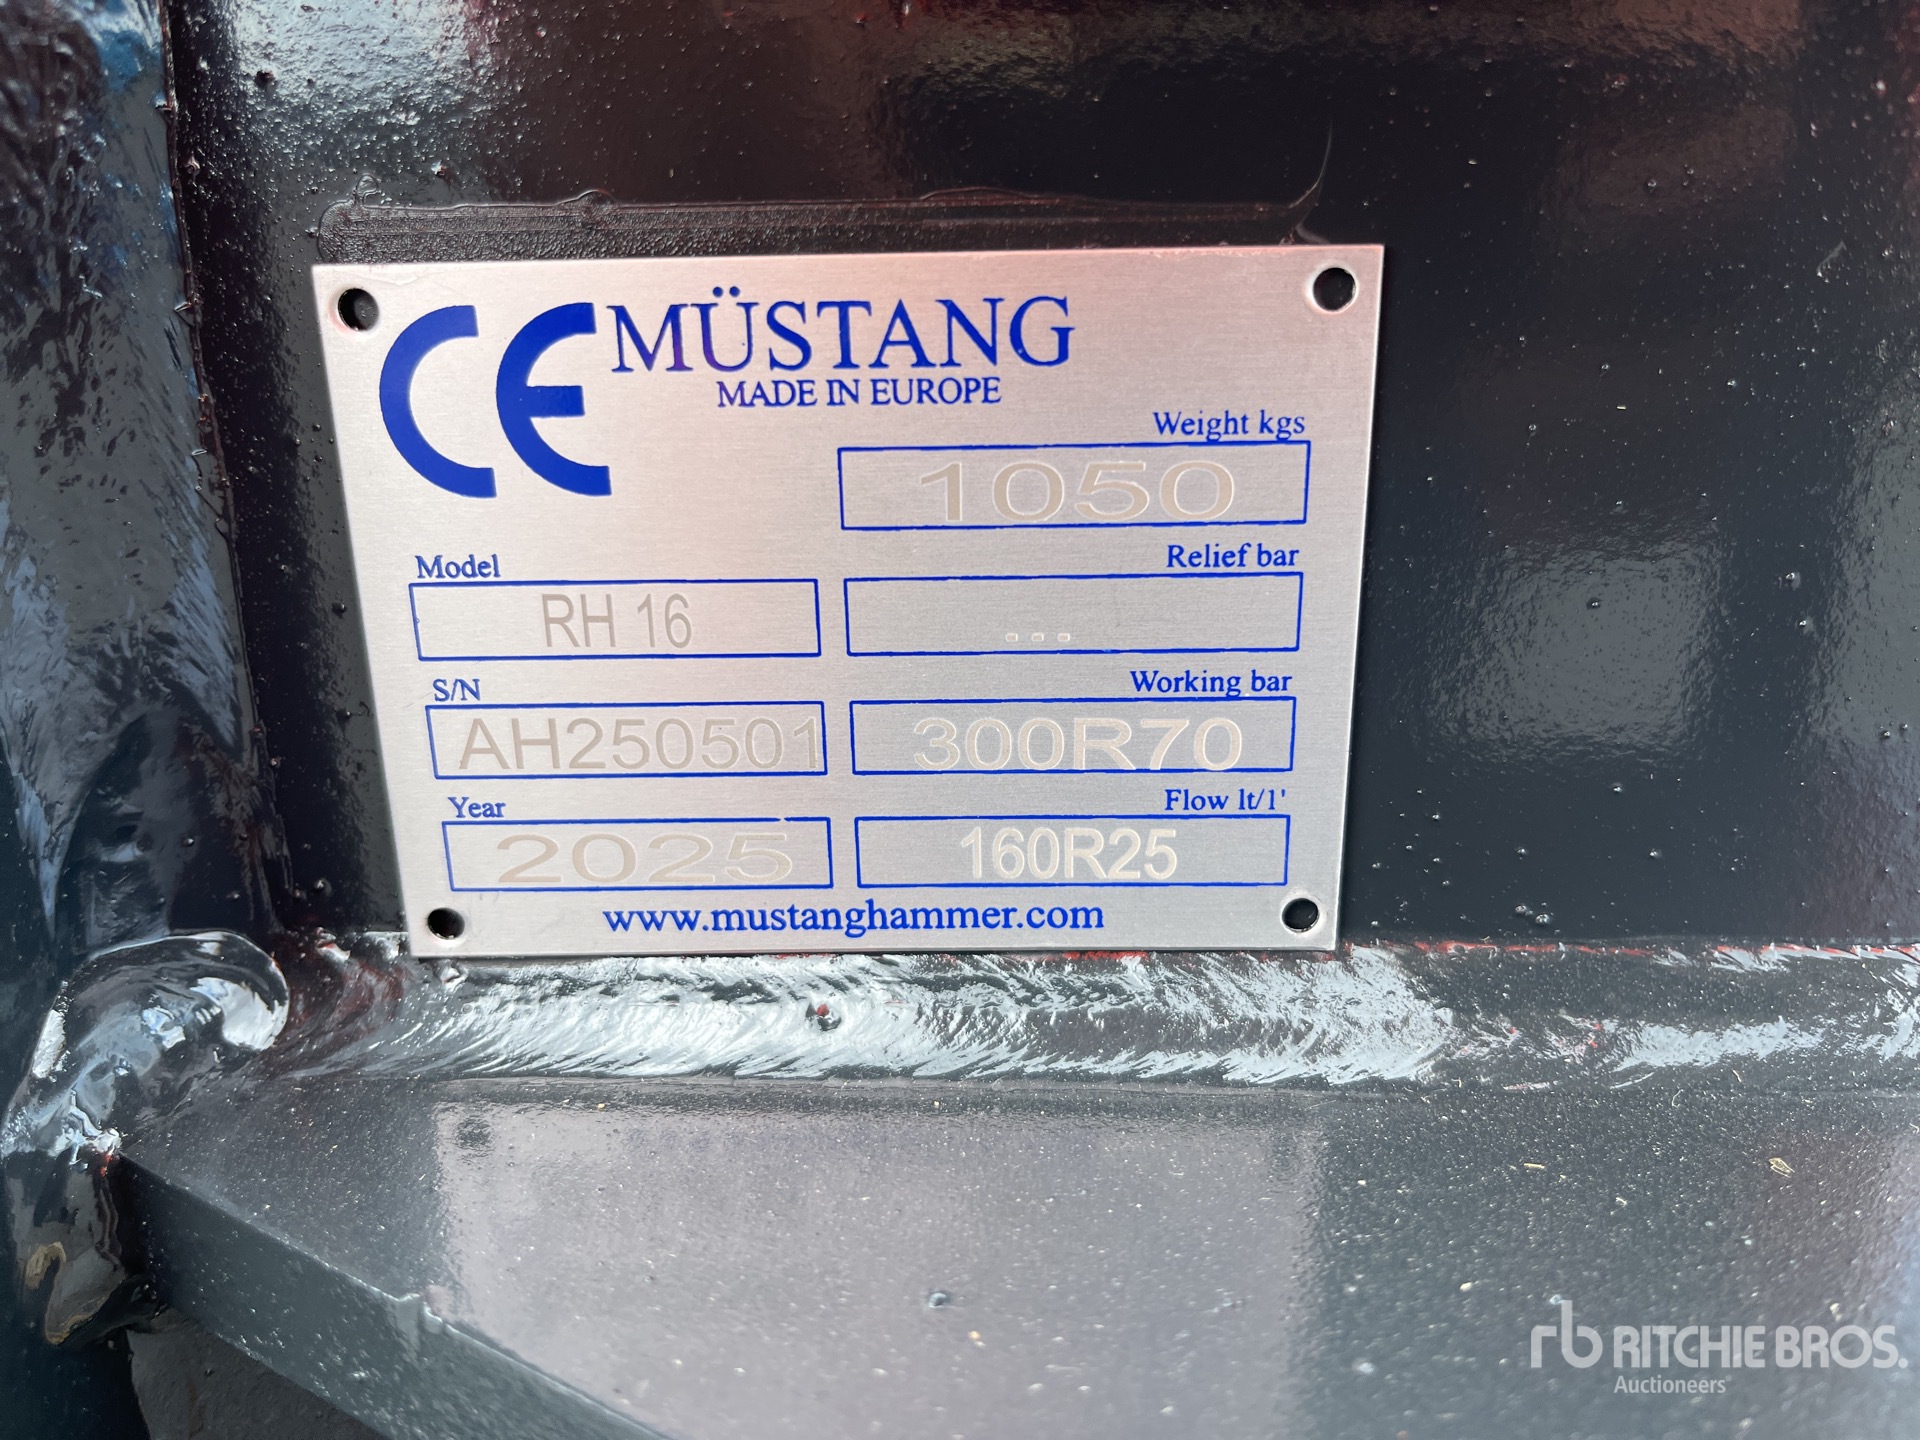 CE MÜSTANG
MADE IN EUROPE
Weight kgs
1050
Model
RH 16
Relief bar
...
S/N
AH250501
Working bar
300R70
Year
2025
Flow lt/1'
160R25
www.mustanghammer.com
rb RITCHIE BROS.
Auctioneers